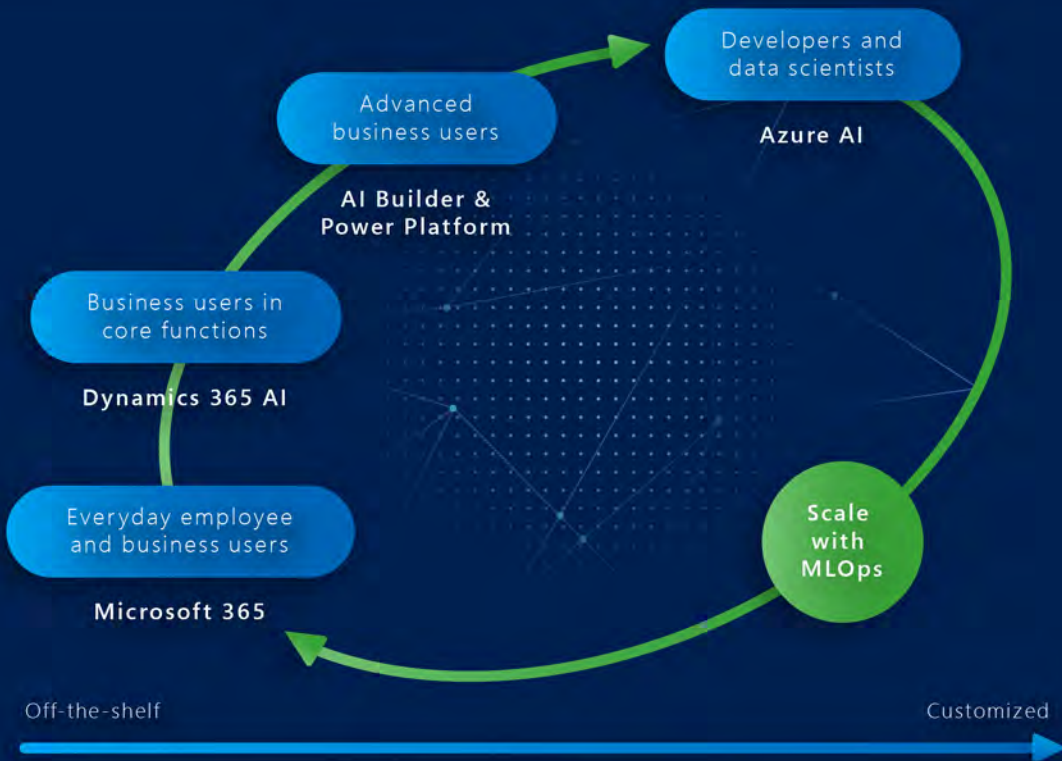 Developers and
data scientists
Azure AI
Advanced
business users
AI Builder &
Power Platform
Business users in
core functions
Dynamics 365 AI
Everyday employee
and business users
Microsoft 365
Scale
with
MLOps
Off-the-shelf
Customized